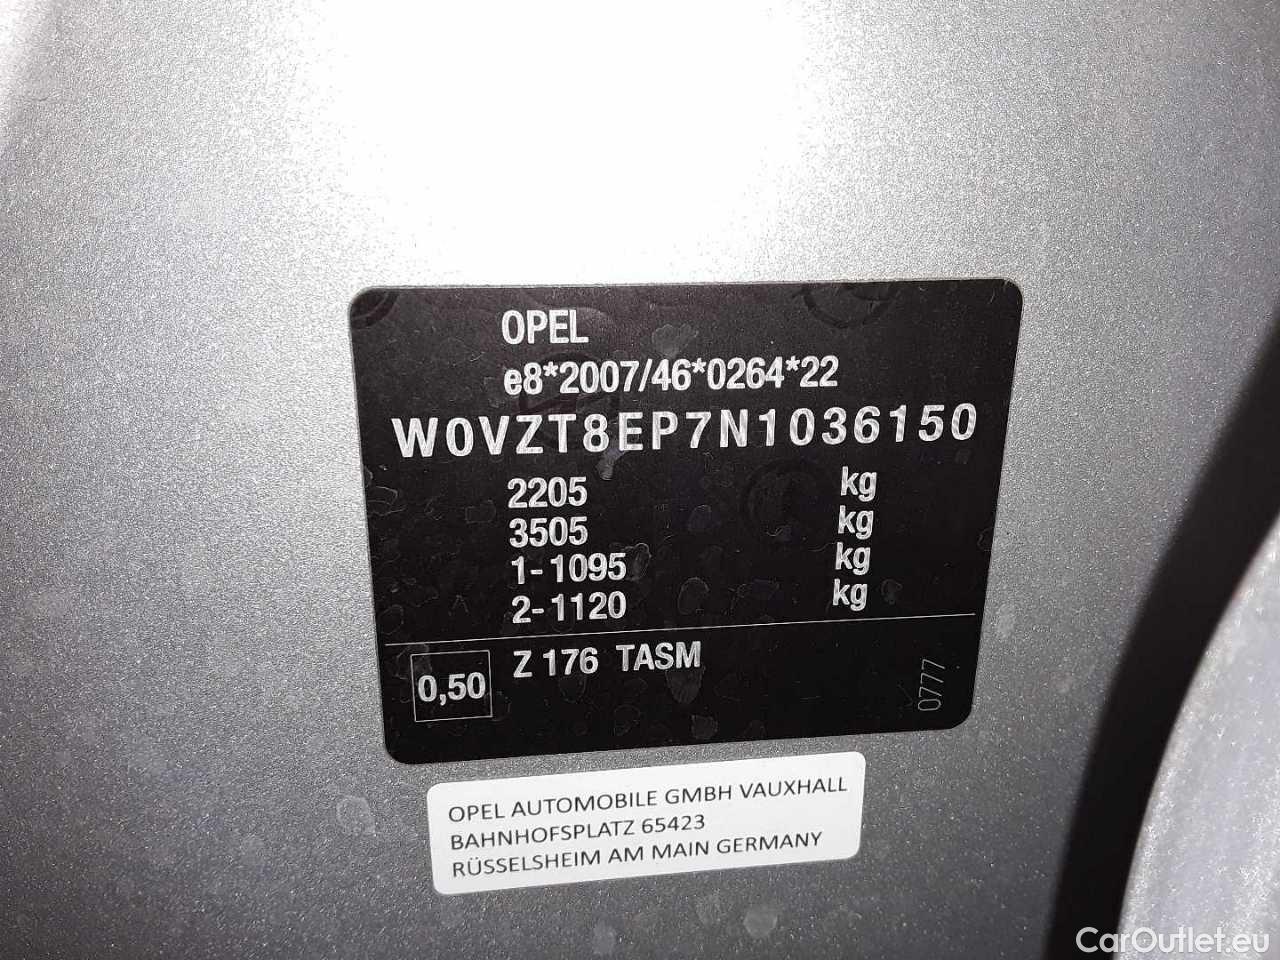 OPEL
e8*2007/46*0264*22
W0VZT8EP7N1036150
2205 kg
3505 kg
1-1095 kg
2-1120 kg
0,50 Z 176 TASM
0777
OPEL AUTOMOBILE GMBH VAUXHALL
BAHNHOFSPLATZ 65423
RÜSSELSHEIM AM MAIN GERMANY
CarOutlet.eu